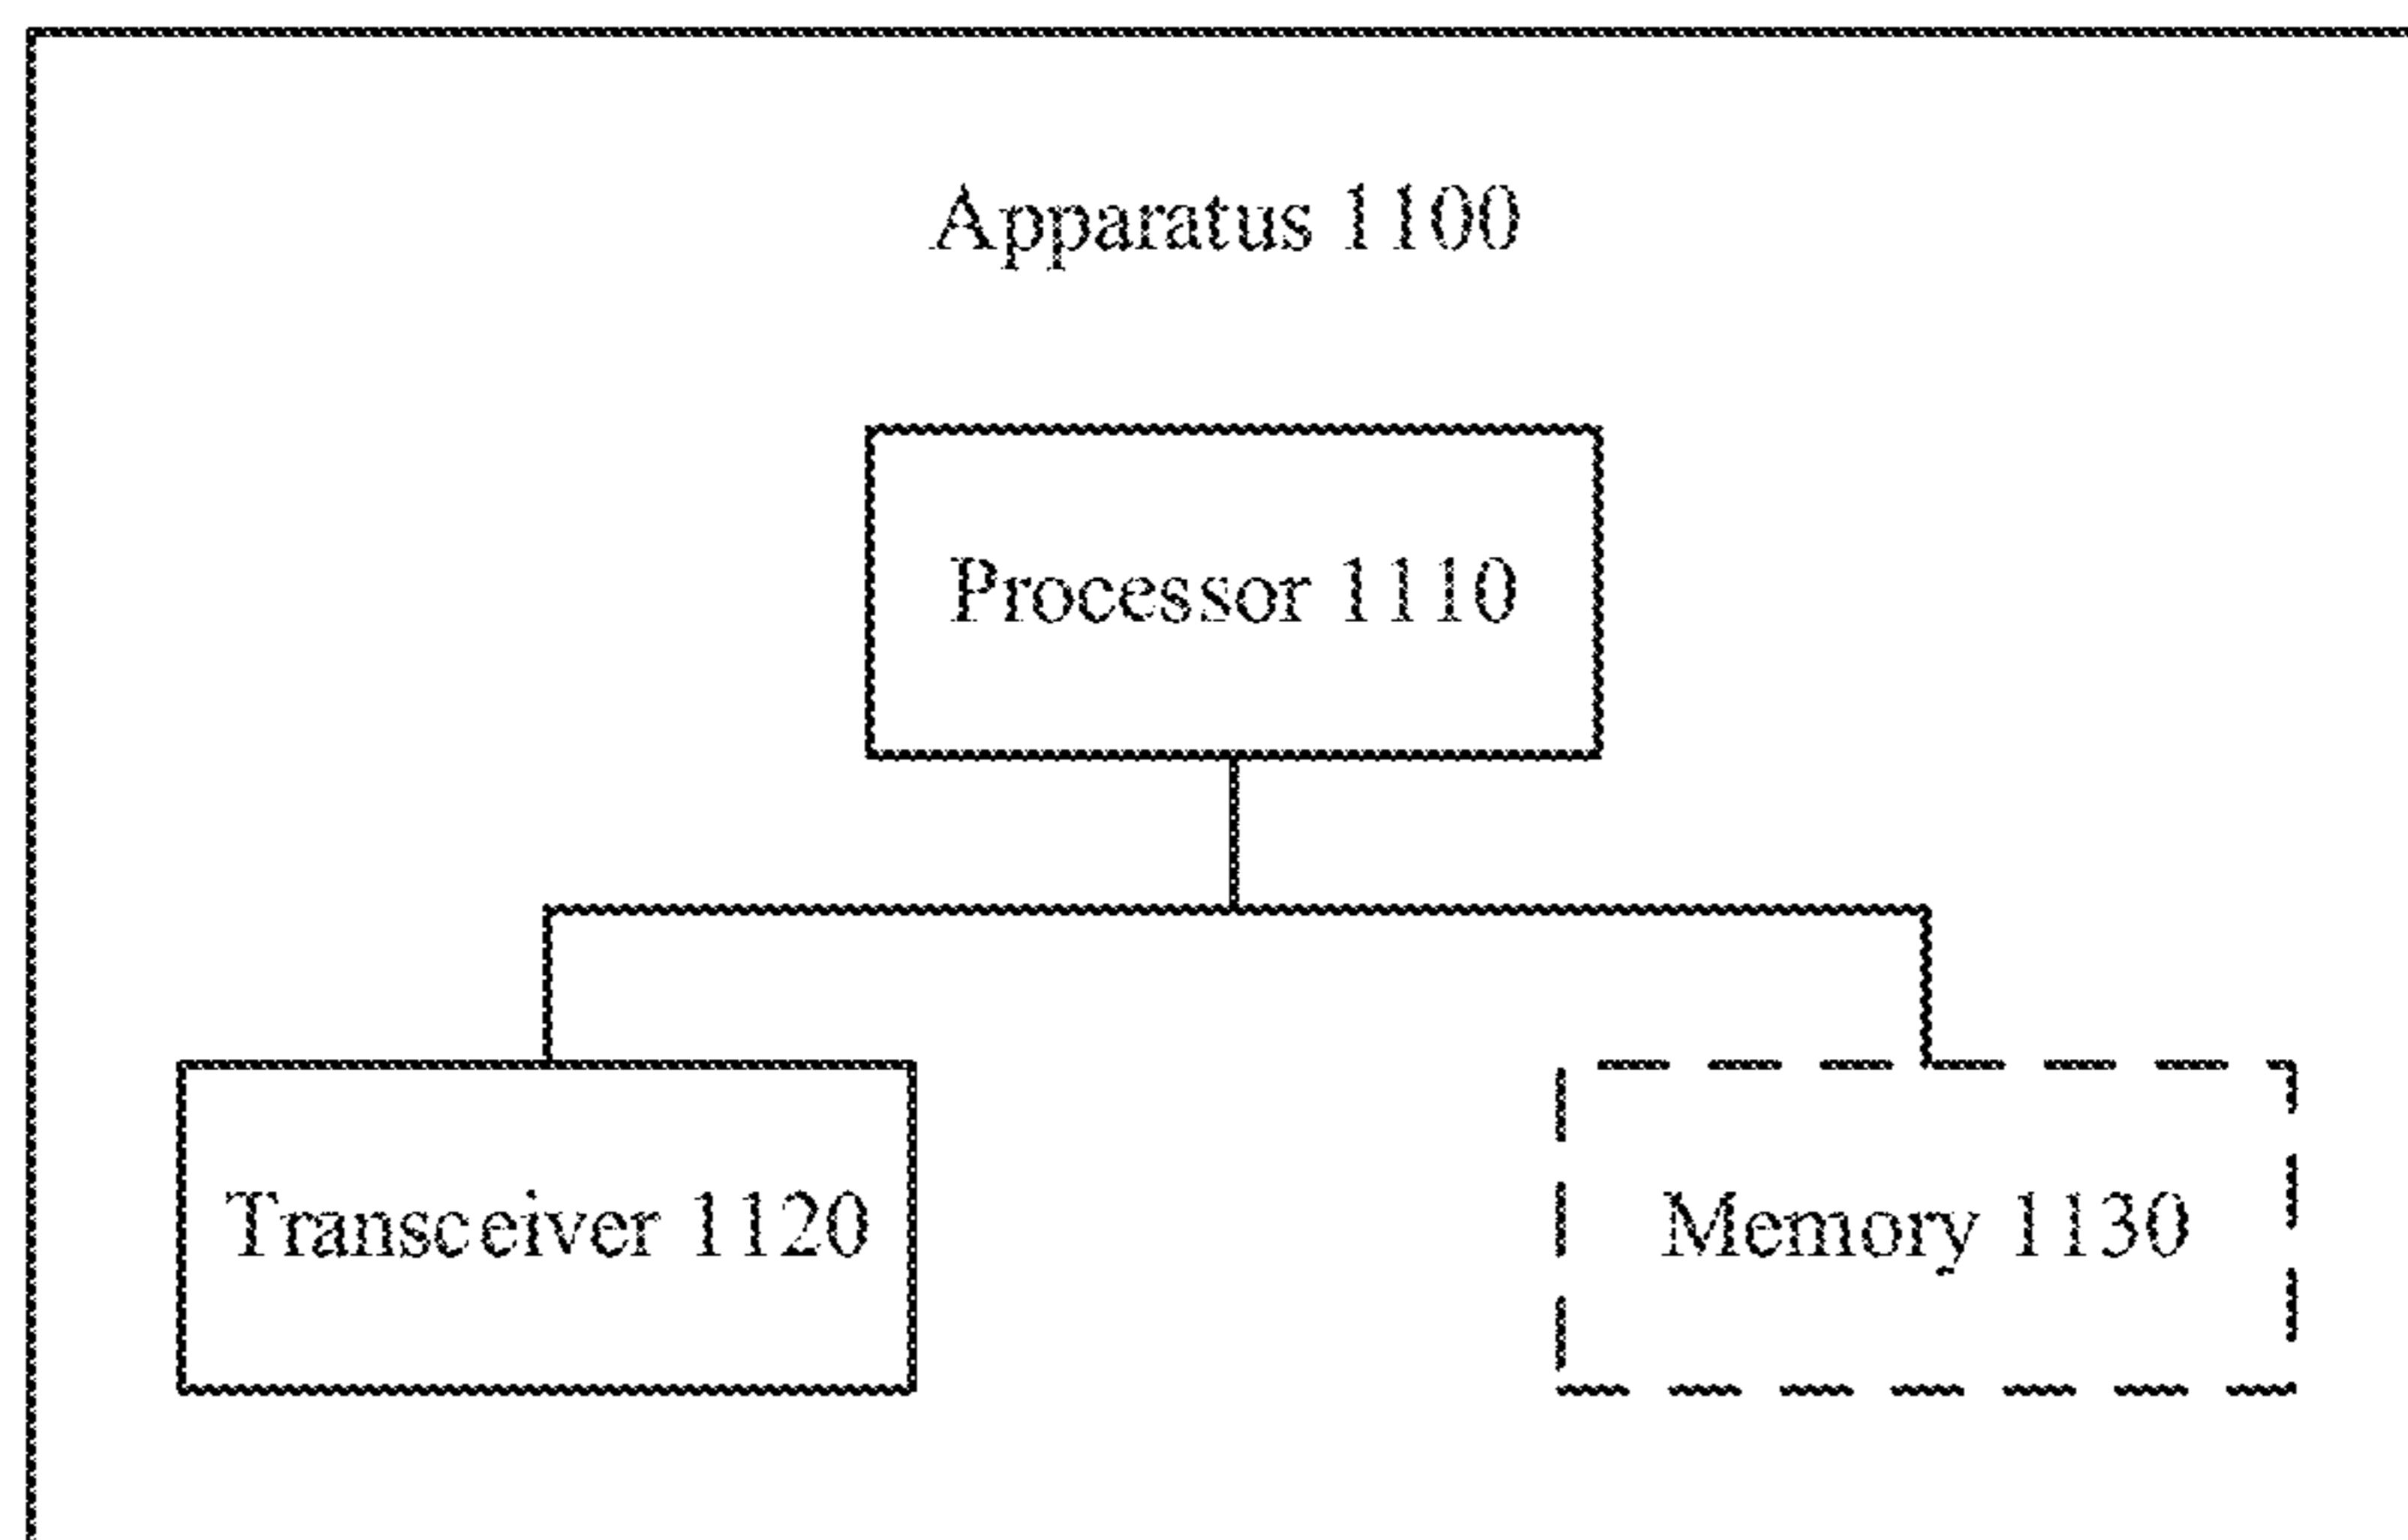 Apparatus 1100
Processor 1110
Transceiver 1120
Memory 1130